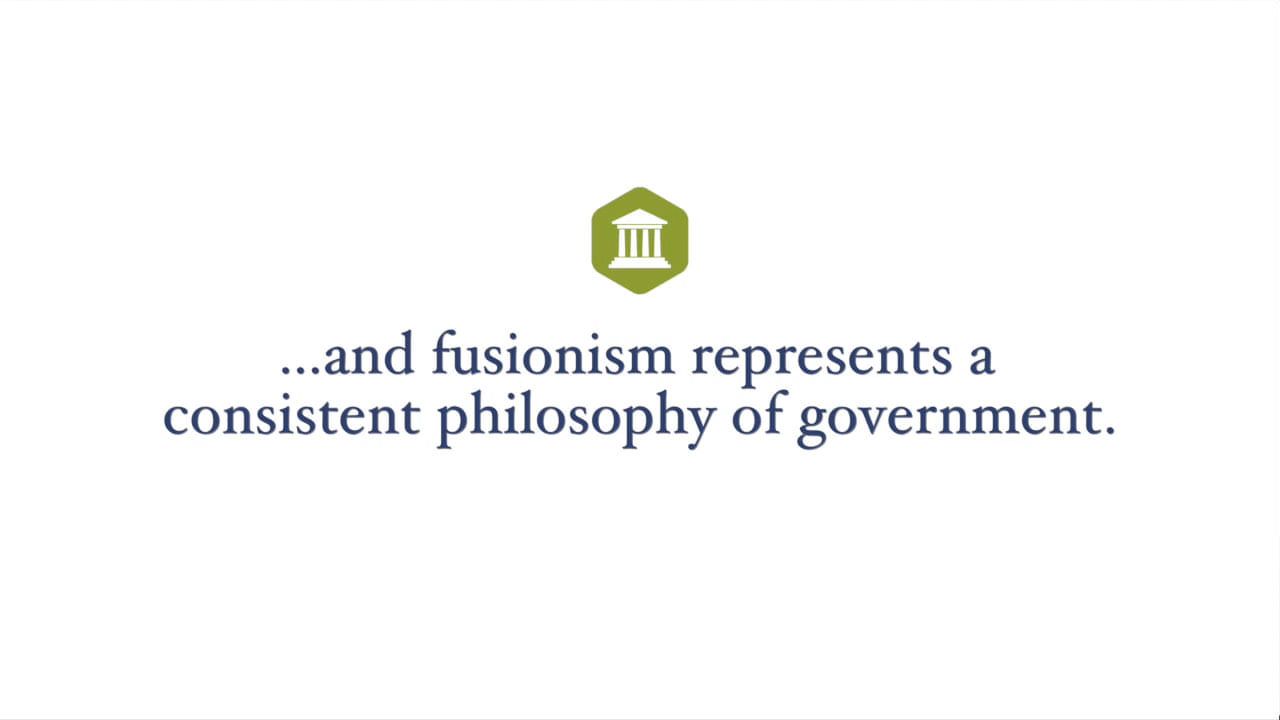 ...and fusionism represents a
consistent philosophy of government.